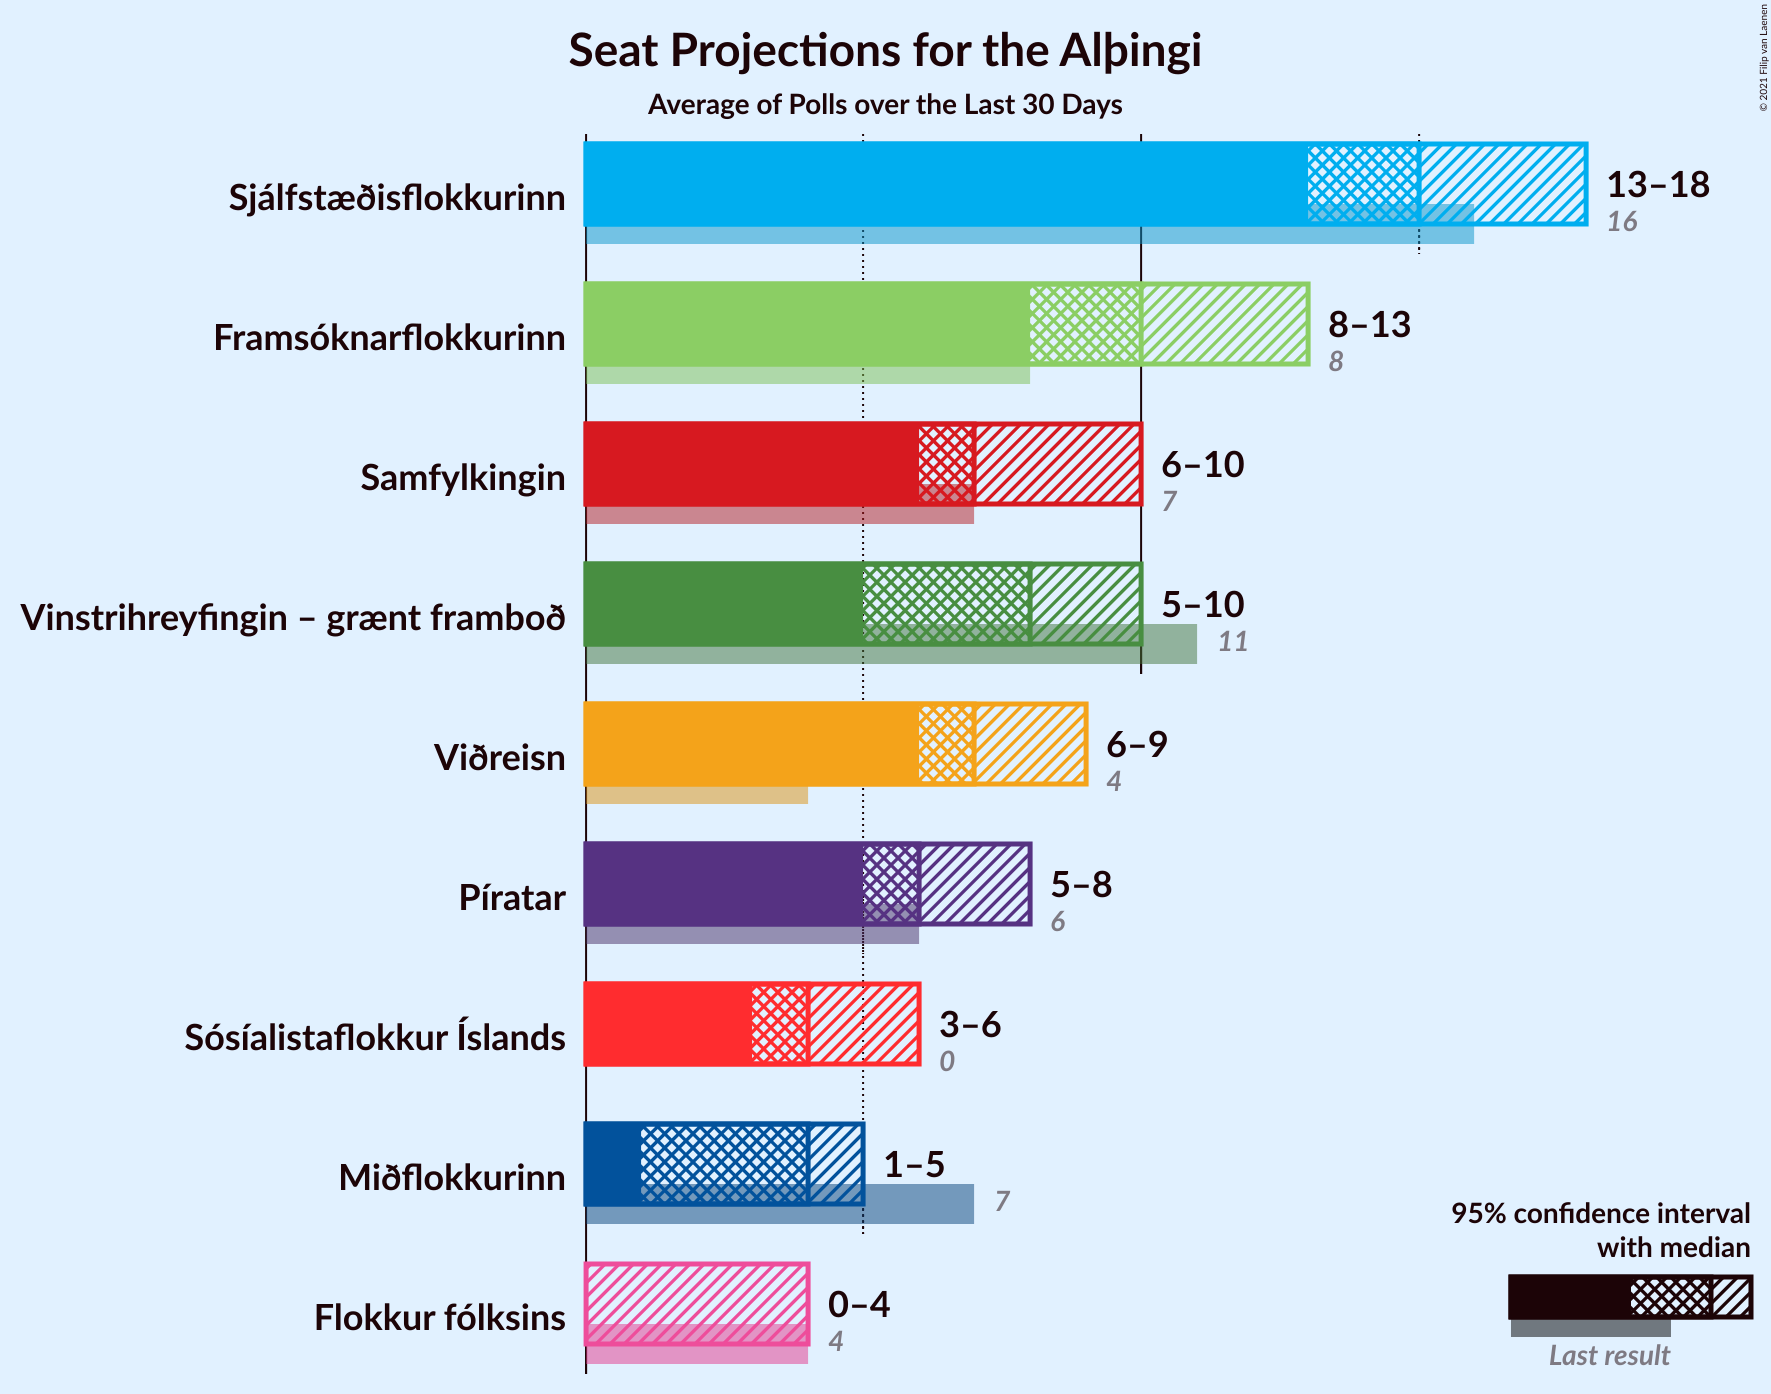 Seat Projections for the Alþingi
Average of Polls over the Last 30 Days
© 2021 Filip van Laenen
Sjálfstæðisflokkurinn
13–18
16
Framsóknarflokkurinn
8–13
8
Samfylkingin
6–10
7
Vinstrihreyfingin – grænt framboð
5–10
11
Viðreisn
6–9
4
Píratar
5–8
6
Sósíalistaflokkur Íslands
3–6
0
Miðflokkurinn
1–5
7
Flokkur fólksins
0–4
4
95% confidence interval
with median
Last result